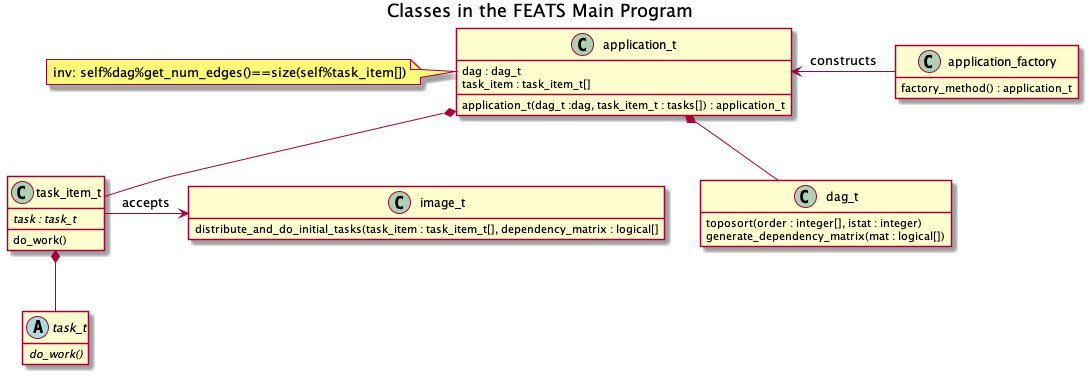 Classes in the FEATS Main Program
inv: self%dag%get_num_edges()==size(self%task_item[])
C application_t
dag : dag_t
task_item : task_item_t[]
application_t(dag_t :dag, task_item_t : tasks[]) : application_t
constructs
C application_factory
factory_method() : application_t
C task_item_t
task : task_t
do_work()
accepts
C image_t
distribute_and_do_initial_tasks(task_item : task_item_t[], dependency_matrix : logical[]
C dag_t
toposort(order : integer[], istat : integer)
generate_dependency_matrix(mat : logical[])
A task_t
do_work()